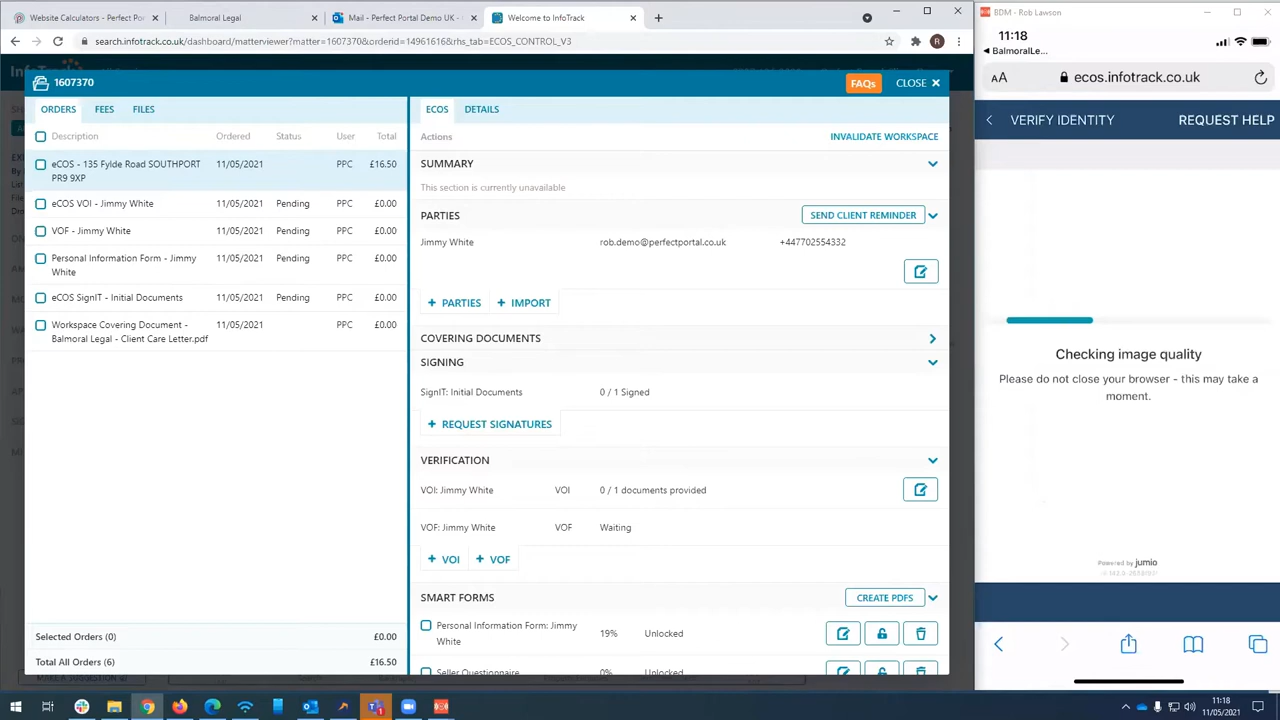 Website Calculators - Perfect Po
Balmoral Legal
Mail - Perfect Portal Demo UK
Welcome to InfoTrack
search.infotrack.co.uk/dashboard/matterviewer?matter=1607370&orderid=14961616&rhs_tab=ECOS_CONTROL_V3
R
1607370
FAQs
CLOSE
ORDERS FEES FILES
Description Ordered Status User Total
eCOS - 135 Fylde Road SOUTHPORT PR9 9XP 11/05/2021 PPC £16.50
eCOS VOI - Jimmy White 11/05/2021 Pending PPC £0.00
VOF - Jimmy White 11/05/2021 Pending PPC £0.00
Personal Information Form - Jimmy White 11/05/2021 Pending PPC £0.00
eCOS SignIT - Initial Documents 11/05/2021 Pending PPC £0.00
Workspace Covering Document - Balmoral Legal - Client Care Letter.pdf 11/05/2021 PPC £0.00
Selected Orders (0) £0.00
Total All Orders (6) £16.50
ECOS DETAILS
Actions INVALIDATE WORKSPACE
SUMMARY
This section is currently unavailable
PARTIES SEND CLIENT REMINDER
Jimmy White rob.demo@perfectportal.co.uk +447702554332
+ PARTIES + IMPORT
COVERING DOCUMENTS
SIGNING
SignIT: Initial Documents 0 / 1 Signed
+ REQUEST SIGNATURES
VERIFICATION
VOI: Jimmy White VOI 0 / 1 documents provided
VOF: Jimmy White VOF Waiting
+ VOI + VOF
SMART FORMS CREATE PDFS
Personal Information Form: Jimmy White 19% Unlocked
Seller Questionnaire 0% Unlocked
BDM - Rob Lawson
11:18
BalmoralLe...
AA ecos.infotrack.co.uk
VERIFY IDENTITY REQUEST HELP
Checking image quality
Please do not close your browser - this may take a
moment.
Powered by jumio
11:18
11/05/2021